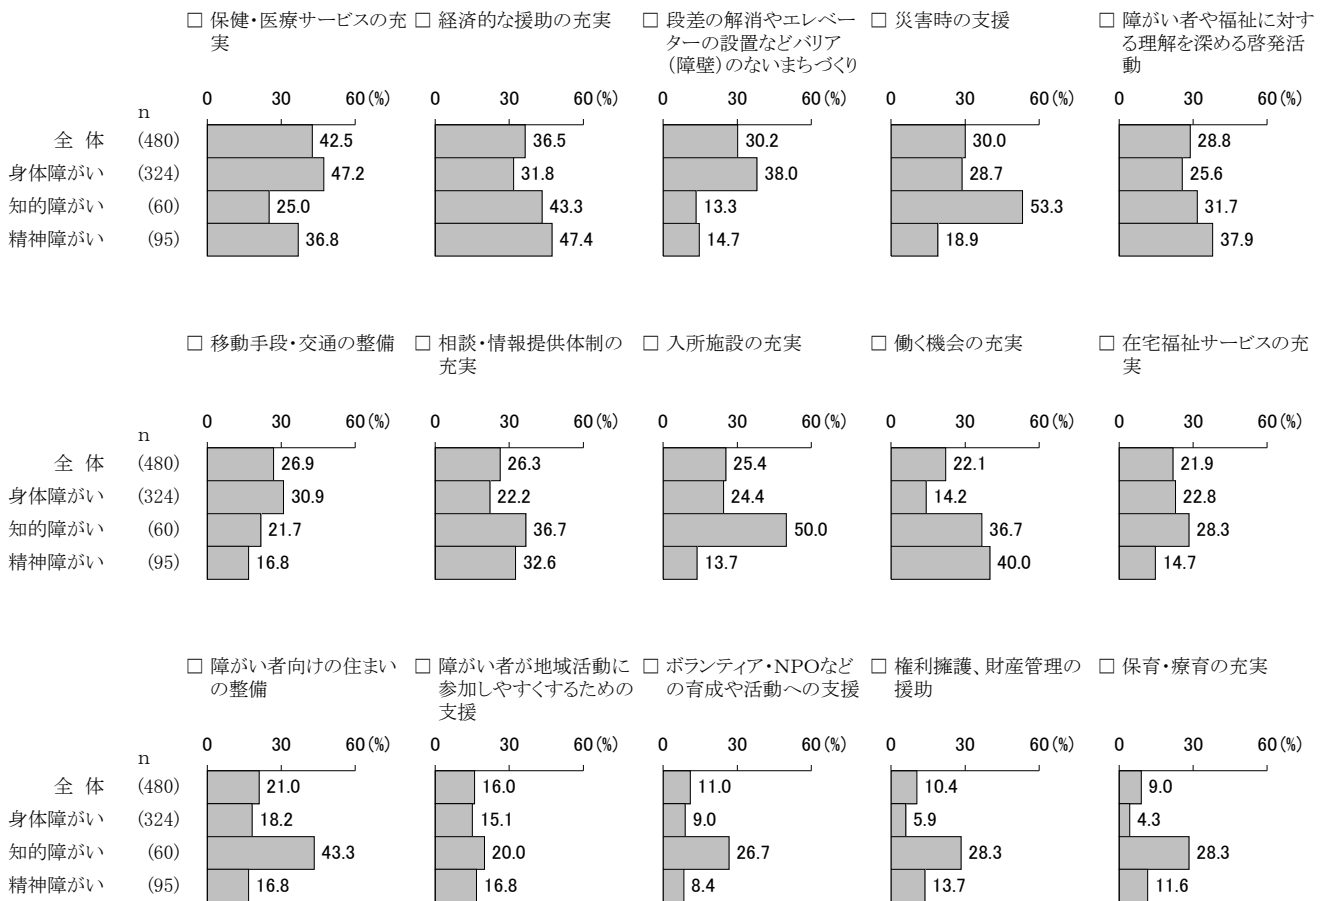 □ 保健・医療サービスの充
実
□ 経済的な援助の充実
□ 段差の解消やエレベー
ターの設置などバリア
（障壁）のないまちづくり
□ 災害時の支援
□ 障がい者や福祉に対す
る理解を深める啓発活
動
0 30 60(%) 0 30 60(%) 0 30 60(%) 0 30 60(%) 0 30 60(%)
n
全 体 (480) 42.5 36.5 30.2 30.0 28.8
身体障がい (324) 47.2 31.8 38.0 28.7 25.6
知的障がい (60) 25.0 43.3 13.3 53.3 31.7
精神障がい (95) 36.8 47.4 14.7 18.9 37.9
□ 移動手段・交通の整備
□ 相談・情報提供体制の
充実
□ 入所施設の充実
□ 働く機会の充実
□ 在宅福祉サービスの充
実
0 30 60(%) 0 30 60(%) 0 30 60(%) 0 30 60(%) 0 30 60(%)
n
全 体 (480) 26.9 26.3 25.4 22.1 21.9
身体障がい (324) 30.9 22.2 24.4 14.2 22.8
知的障がい (60) 21.7 36.7 50.0 36.7 28.3
精神障がい (95) 16.8 32.6 13.7 40.0 14.7
□ 障がい者向けの住まい
の整備
□ 障がい者が地域活動に
参加しやすくするための
支援
□ ボランティア・NPOなど
の育成や活動への支援
□ 権利擁護、財産管理の
援助
□ 保育・療育の充実
0 30 60(%) 0 30 60(%) 0 30 60(%) 0 30 60(%) 0 30 60(%)
n
全 体 (480) 21.0 16.0 11.0 10.4 9.0
身体障がい (324) 18.2 15.1 9.0 5.9 4.3
知的障がい (60) 43.3 20.0 26.7 28.3 28.3
精神障がい (95) 16.8 16.8 8.4 13.7 11.6